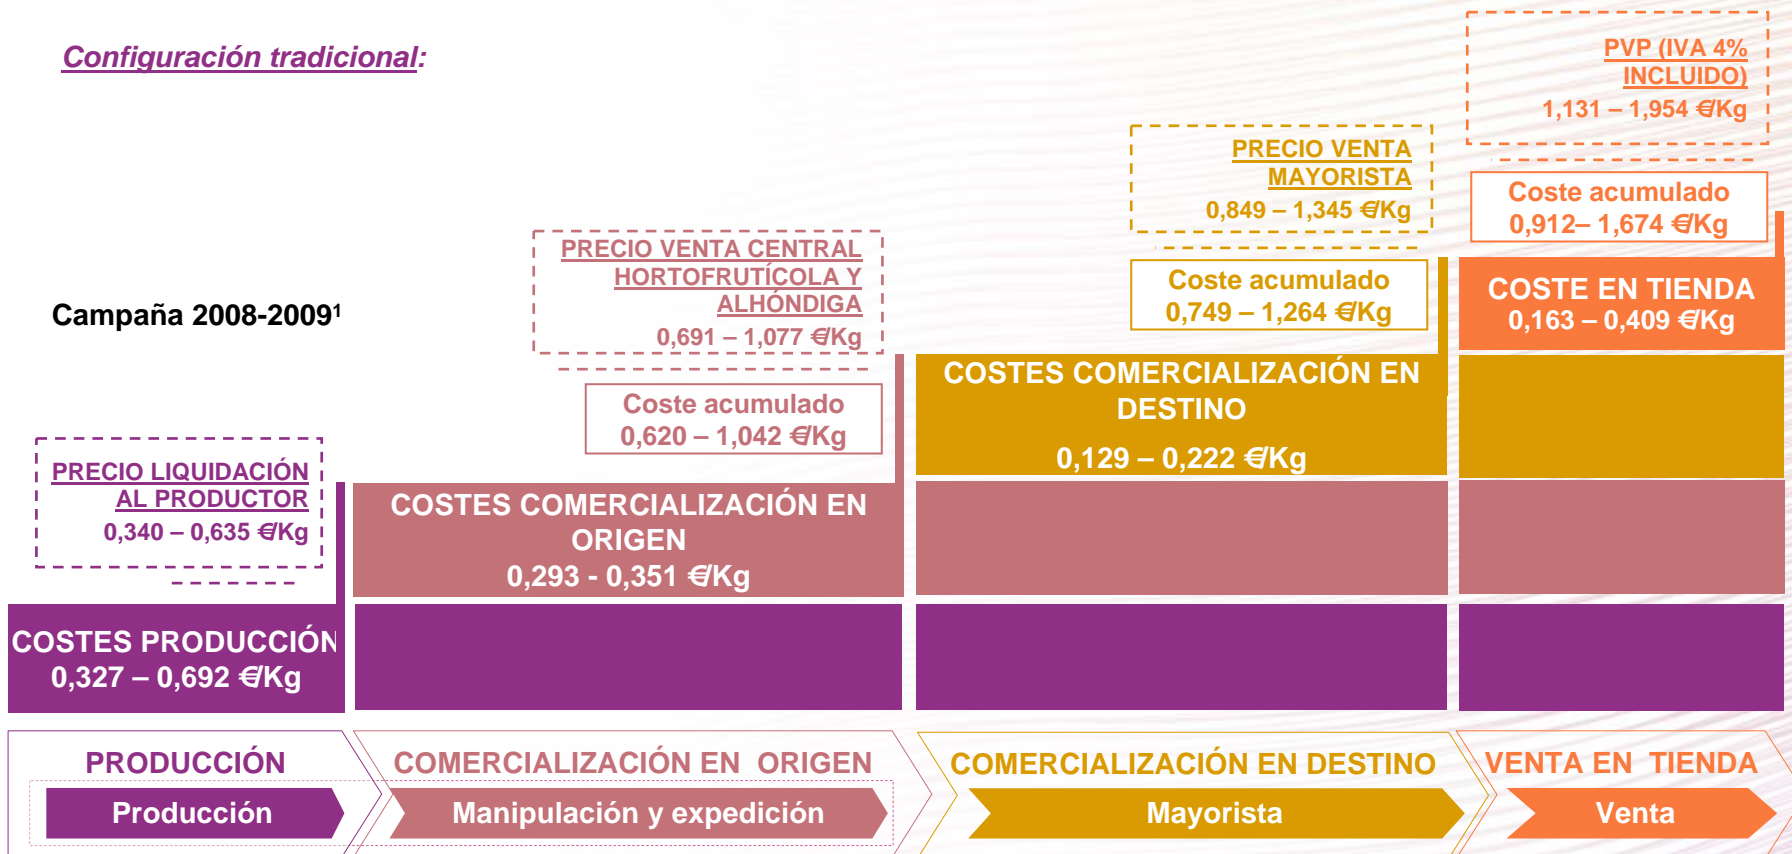 Configuración tradicional:
Campaña 2008-2009¹
PRECIO LIQUIDACIÓN
AL PRODUCTOR
0,340 – 0,635 €/Kg
COSTES PRODUCCIÓN
0,327 – 0,692 €/Kg
PRECIO VENTA CENTRAL
HORTOFRUTÍCOLA Y
ALHÓNDIGA
0,691 – 1,077 €/Kg
Coste acumulado
0,620 – 1,042 €/Kg
COSTES COMERCIALIZACIÓN EN
ORIGEN
0,293 - 0,351 €/Kg
PRECIO VENTA
MAYORISTA
0,849 – 1,345 €/Kg
Coste acumulado
0,749 – 1,264 €/Kg
COSTES COMERCIALIZACIÓN EN
DESTINO
0,129 – 0,222 €/Kg
PVP (IVA 4%
INCLUIDO)
1,131 – 1,954 €/Kg
Coste acumulado
0,912– 1,674 €/Kg
COSTE EN TIENDA
0,163 – 0,409 €/Kg
PRODUCCIÓN
Producción
COMERCIALIZACIÓN EN ORIGEN
Manipulación y expedición
COMERCIALIZACIÓN EN DESTINO
Mayorista
VENTA EN TIENDA
Venta